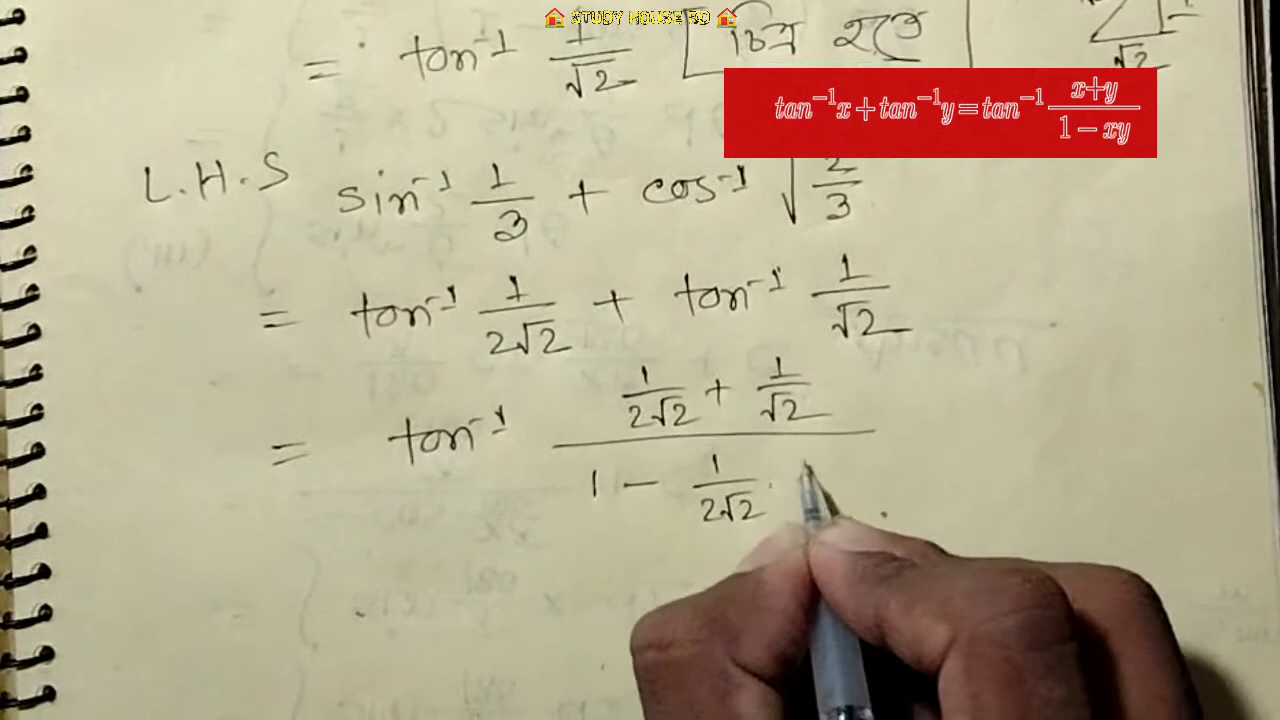 🏠 STUDY HOUSE BD 🏠
= tan⁻¹ 1/√2 [চিত্র হতে]
√2
tan⁻¹x + tan⁻¹y = tan⁻¹ (x+y)/(1−xy)
L.H.S sin⁻¹ 1/3 + cos⁻¹ √(2/3)
= tan⁻¹ 1/(2√2) + tan⁻¹ 1/√2
= tan⁻¹ (1/(2√2) + 1/√2)/(1 − 1/(2√2) ·